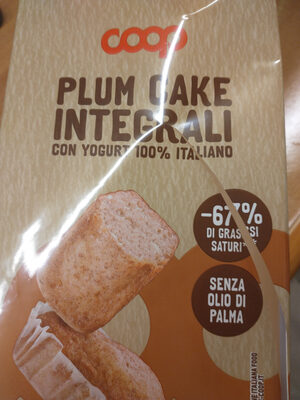 coop
PLUM CAKE
INTEGRALI
CON YOGURT 100% ITALIANO
-67%
DI GRASSI
SATURI***
SENZA
OLIO DI
PALMA